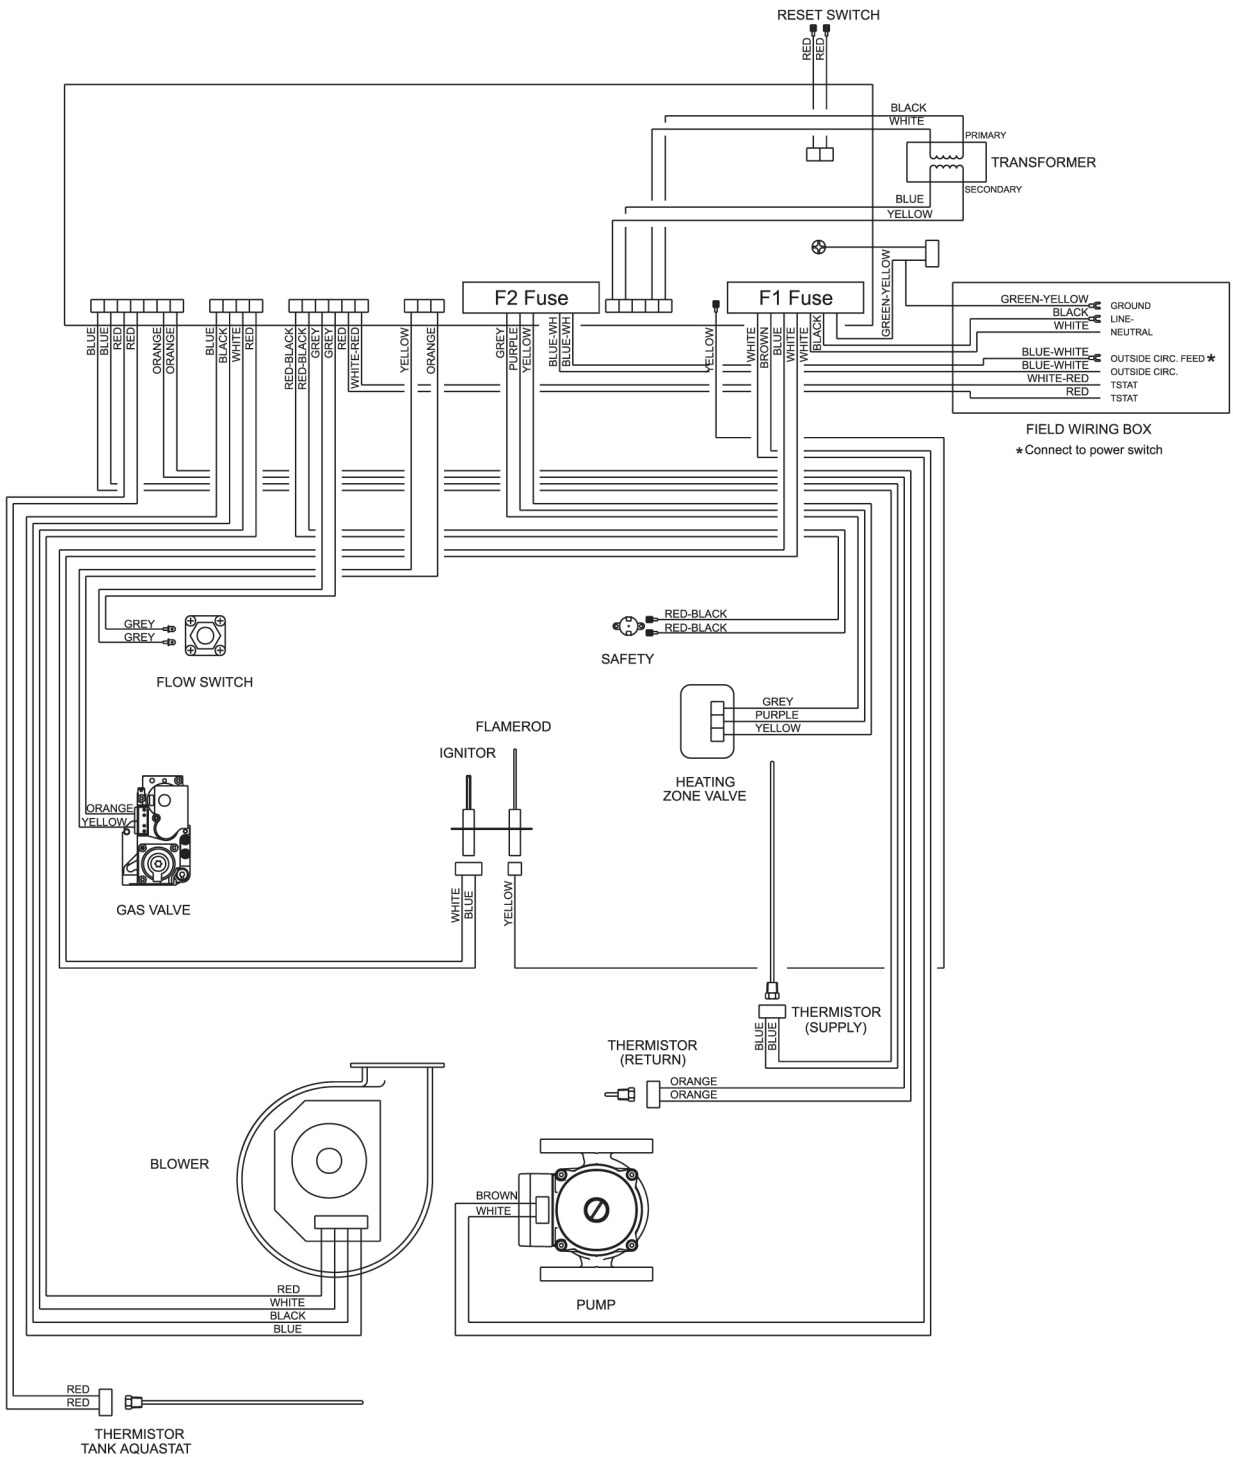 RESET SWITCH
RED
RED
BLACK
WHITE
PRIMARY
TRANSFORMER
SECONDARY
BLUE
YELLOW
GREEN-YELLOW
F2 Fuse
F1 Fuse
GREEN-YELLOW
GROUND
BLACK
LINE-
WHITE
NEUTRAL
BLUE-WHITE
OUTSIDE CIRC. FEED *
BLUE-WHITE
OUTSIDE CIRC.
WHITE-RED
TSTAT
RED
TSTAT
FIELD WIRING BOX
*Connect to power switch
BLUE
BLUE
RED
RED
ORANGE
ORANGE
BLUE
BLACK
WHITE
RED
RED-BLACK
RED-BLACK
GREY
GREY
RED
WHITE-RED
YELLOW
ORANGE
GREY
PURPLE
YELLOW
BLUE-WH
BLUE-WH
YELLOW
WHITE
BROWN
BLUE
WHITE
WHITE
BLACK
GREY
GREY
FLOW SWITCH
RED-BLACK
RED-BLACK
SAFETY
GREY
PURPLE
YELLOW
HEATING
ZONE VALVE
FLAMEROD
IGNITOR
WHITE
BLUE
YELLOW
ORANGE
YELLOW
GAS VALVE
BLUE
BLUE
THERMISTOR
(SUPPLY)
THERMISTOR
(RETURN)
ORANGE
ORANGE
BLOWER
RED
WHITE
BLACK
BLUE
BROWN
WHITE
PUMP
RED
RED
THERMISTOR
TANK AQUASTAT